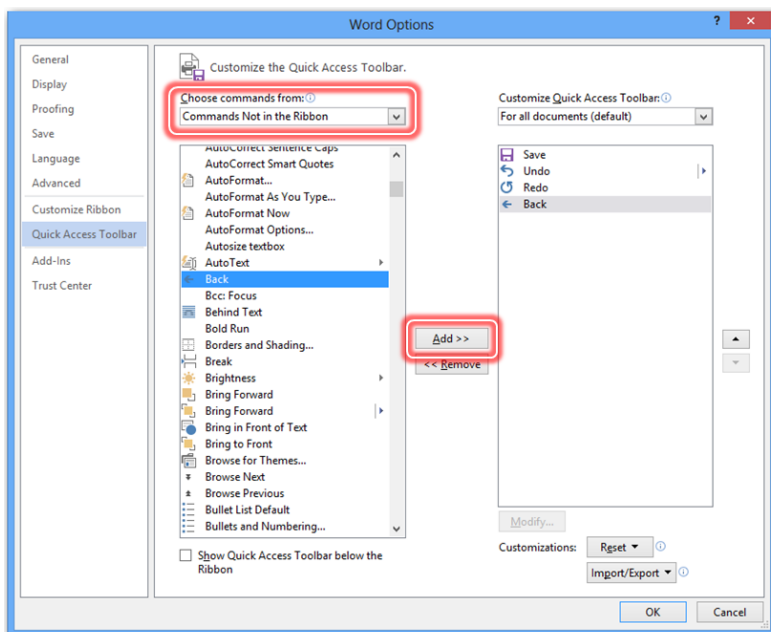 Word Options
?
×
General
Display
Proofing
Save
Language
Advanced
Customize Ribbon
Quick Access Toolbar
Add-Ins
Trust Center
Customize the Quick Access Toolbar.
Choose commands from:
Commands Not in the Ribbon
AutoCorrect Sentence Caps
AutoCorrect Smart Quotes
AutoFormat...
AutoFormat As You Type...
AutoFormat Now
AutoFormat Options...
Autosize textbox
AutoText
Back
Bcc: Focus
Behind Text
Bold Run
Borders and Shading...
Break
Brightness
Bring Forward
Bring Forward
Bring in Front of Text
Bring to Front
Browse for Themes...
Browse Next
Browse Previous
Bullet List Default
Bullets and Numbering...
Show Quick Access Toolbar below the
Ribbon
Add >>
<< Remove
Customize Quick Access Toolbar:
For all documents (default)
Save
Undo
Redo
Back
Modify...
Customizations:
Reset
Import/Export
OK
Cancel